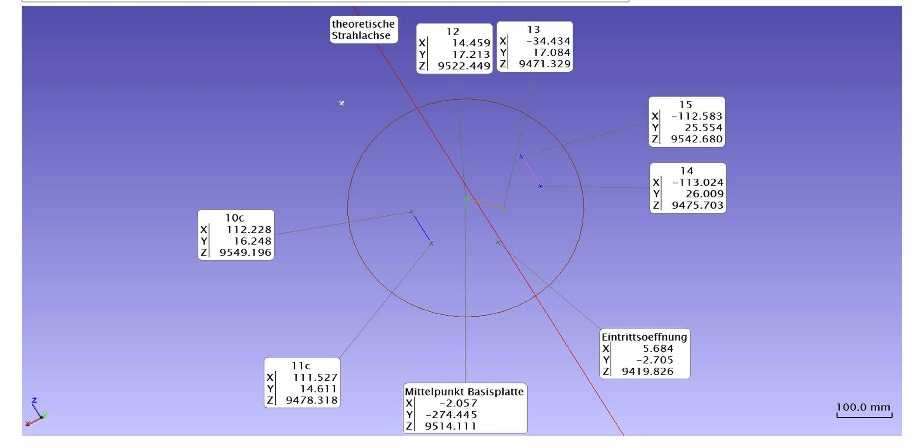 theoretische
Strahlachse
12
X 14.459
Y 17.213
Z 9522.449
13
X -34.434
Y 17.084
Z 9471.329
15
X -112.583
Y 25.554
Z 9542.680
14
X -113.024
Y 26.009
Z 9475.703
10c
X 112.228
Y 16.248
Z 9549.196
Eintrittsoeffnung
X 5.684
Y -2.705
Z 9419.826
11c
X 111.527
Y 14.611
Z 9478.318
Mittelpunkt Basisplatte
X -2.057
Y -274.445
Z 9514.111
Z
100.0 mm